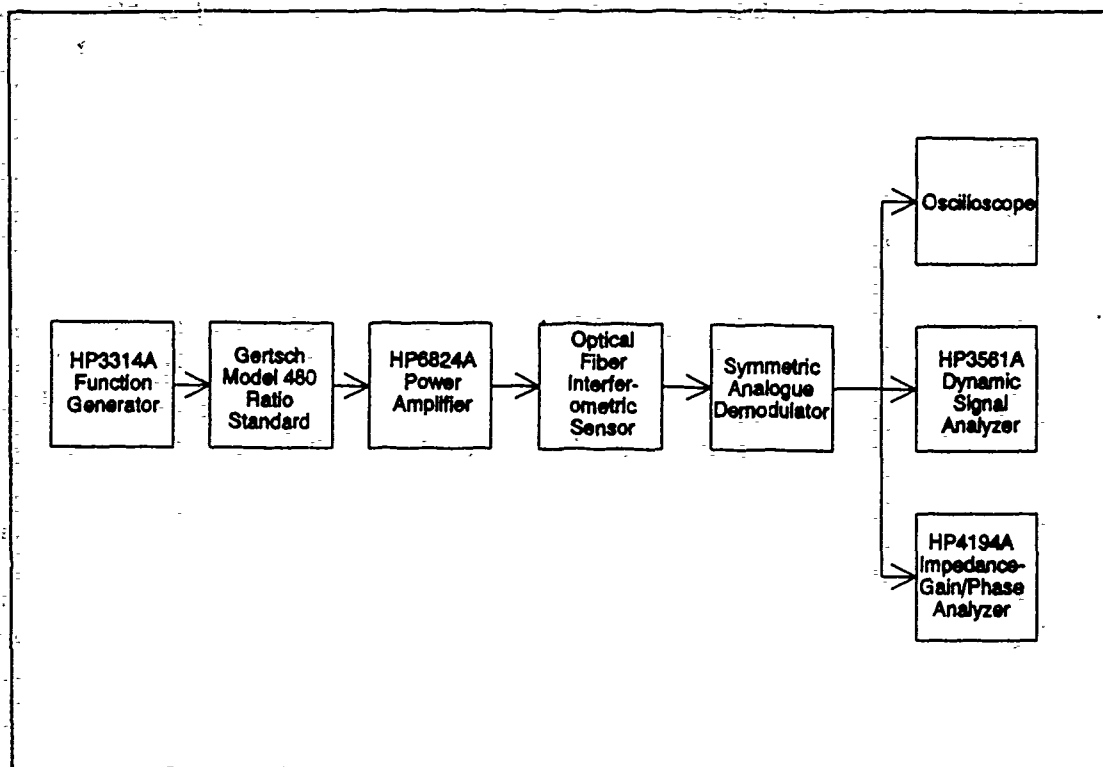 HP3314A
Function
Generator
Gertsch
Model 480
Ratio
Standard
HP6824A
Power
Amplifier
Optical
Fiber
Interfer-
ometric
Sensor
Symmetric
Analogue
Demodulator
Oscilloscope
HP3561A
Dynamic
Signal
Analyzer
HP4194A
Impedance-
Gain/Phase
Analyzer